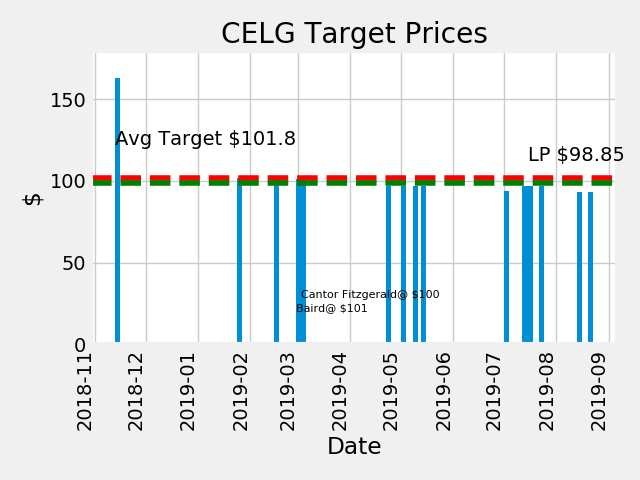 CELG Target Prices
150
Avg Target $101.8
LP $98.85
100
$
50
Cantor Fitzgerald@ $100
Baird@ $101
0
2018-11
2018-12
2019-01
2019-02
2019-03
2019-04
2019-05
2019-06
2019-07
2019-08
2019-09
Date